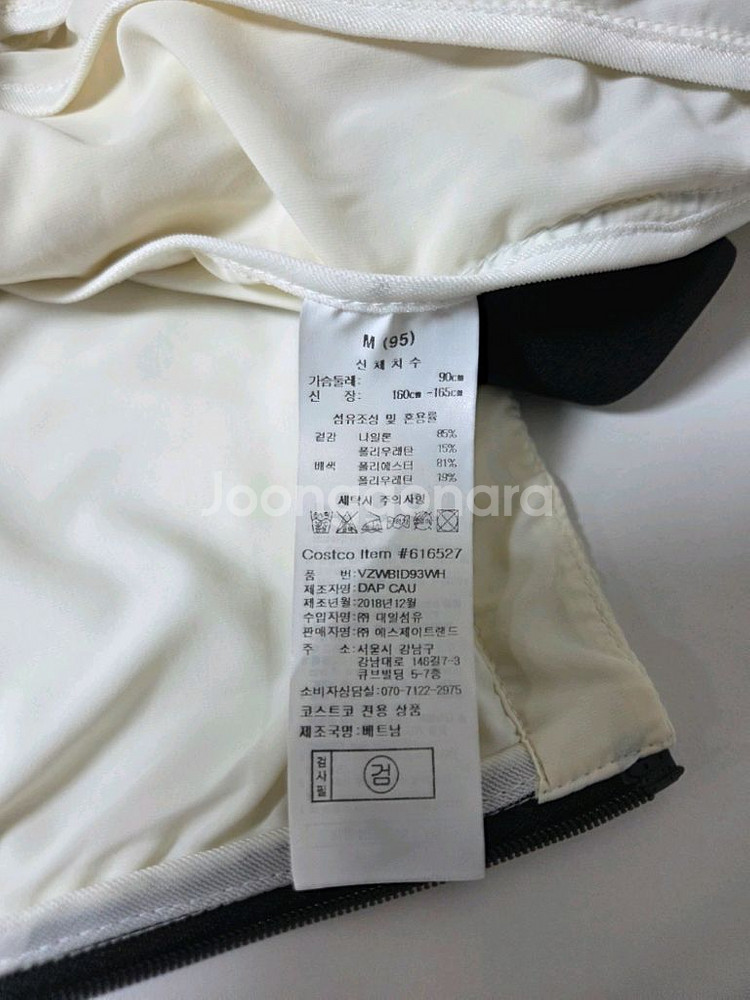 M (95)
신체치수
가슴둘레: 90cm
신 장: 160cm -165cm
섬유조성 및 혼용률
겉감 나일론 85%
폴리우레탄 15%
배색 폴리에스터 81%
폴리우레탄 19%
세탁시 주의사항
Joongonara
Costco Item #616527
품 번:VZWBID93WH
제조자명:DAP CAU
제조년월:2018년12월
수입자명:㈜ 대일섬유
판매자명:㈜ 에스제이트랜드
주 소:서울시 강남구
강남대로 146길7-3
큐브빌딩 5-7층
소비자상담실:070-7122-2975
코스트코 전용 상품
제조국명:베트남
검사필 검